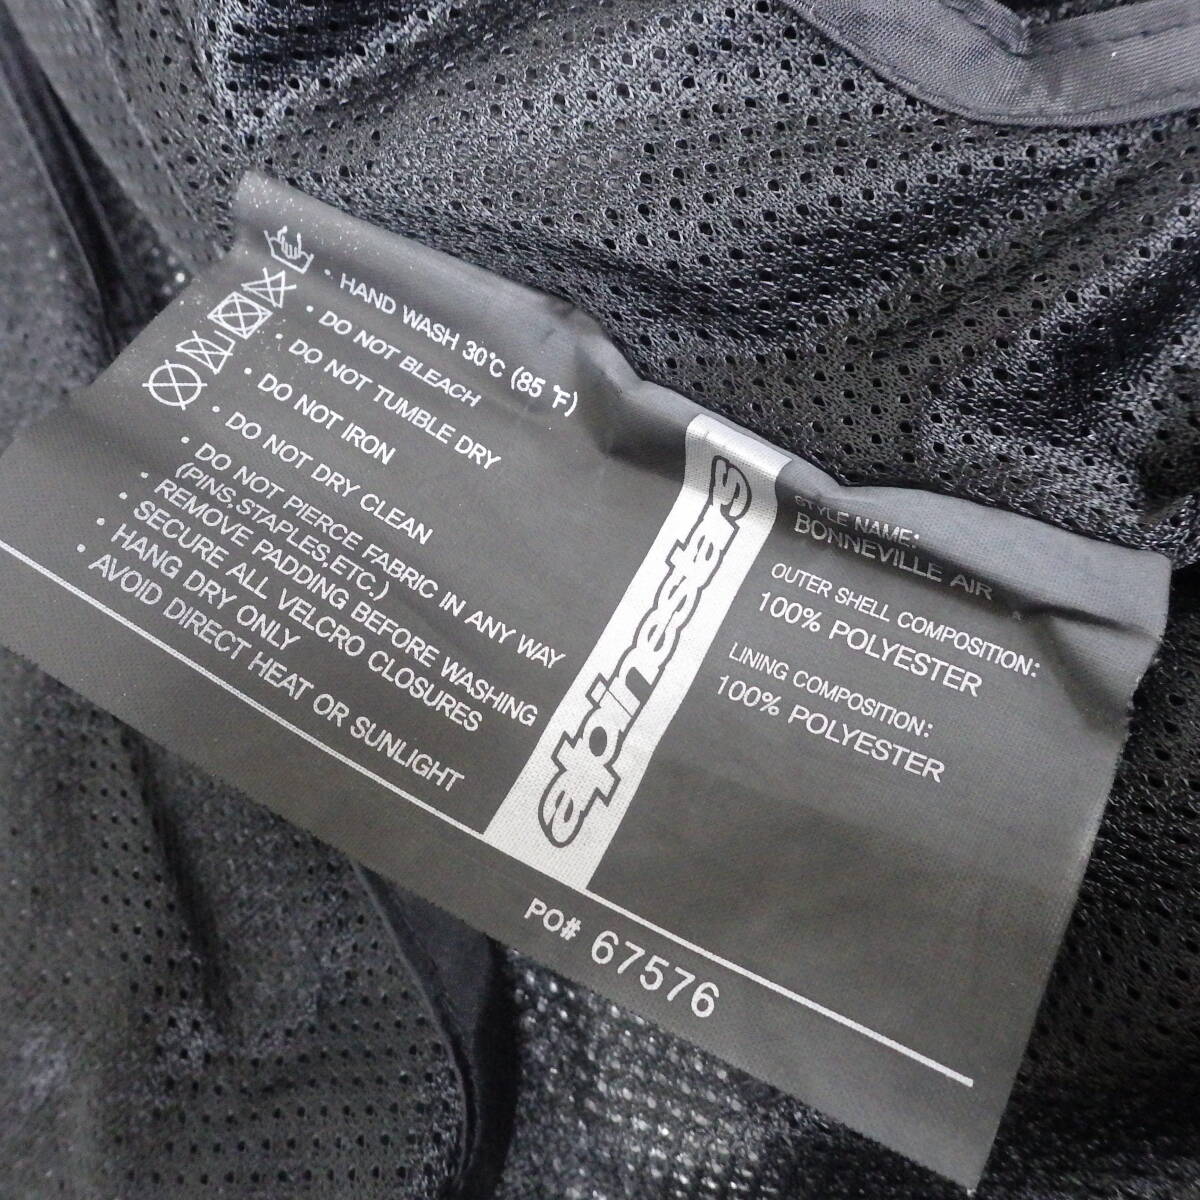 · HAND WASH 30°C (85 °F)
· DO NOT BLEACH
· DO NOT TUMBLE DRY
· DO NOT IRON
· DO NOT DRY CLEAN
· DO NOT PIERCE FABRIC IN ANY WAY
(PINS,STAPLES,ETC.)
· REMOVE PADDING BEFORE WASHING
· SECURE ALL VELCRO CLOSURES
· HANG DRY ONLY
· AVOID DIRECT HEAT OR SUNLIGHT
alpinestars
STYLE NAME:
BONNEVILLE AIR
OUTER SHELL COMPOSITION:
100% POLYESTER
LINING COMPOSITION:
100% POLYESTER
PO# 67576